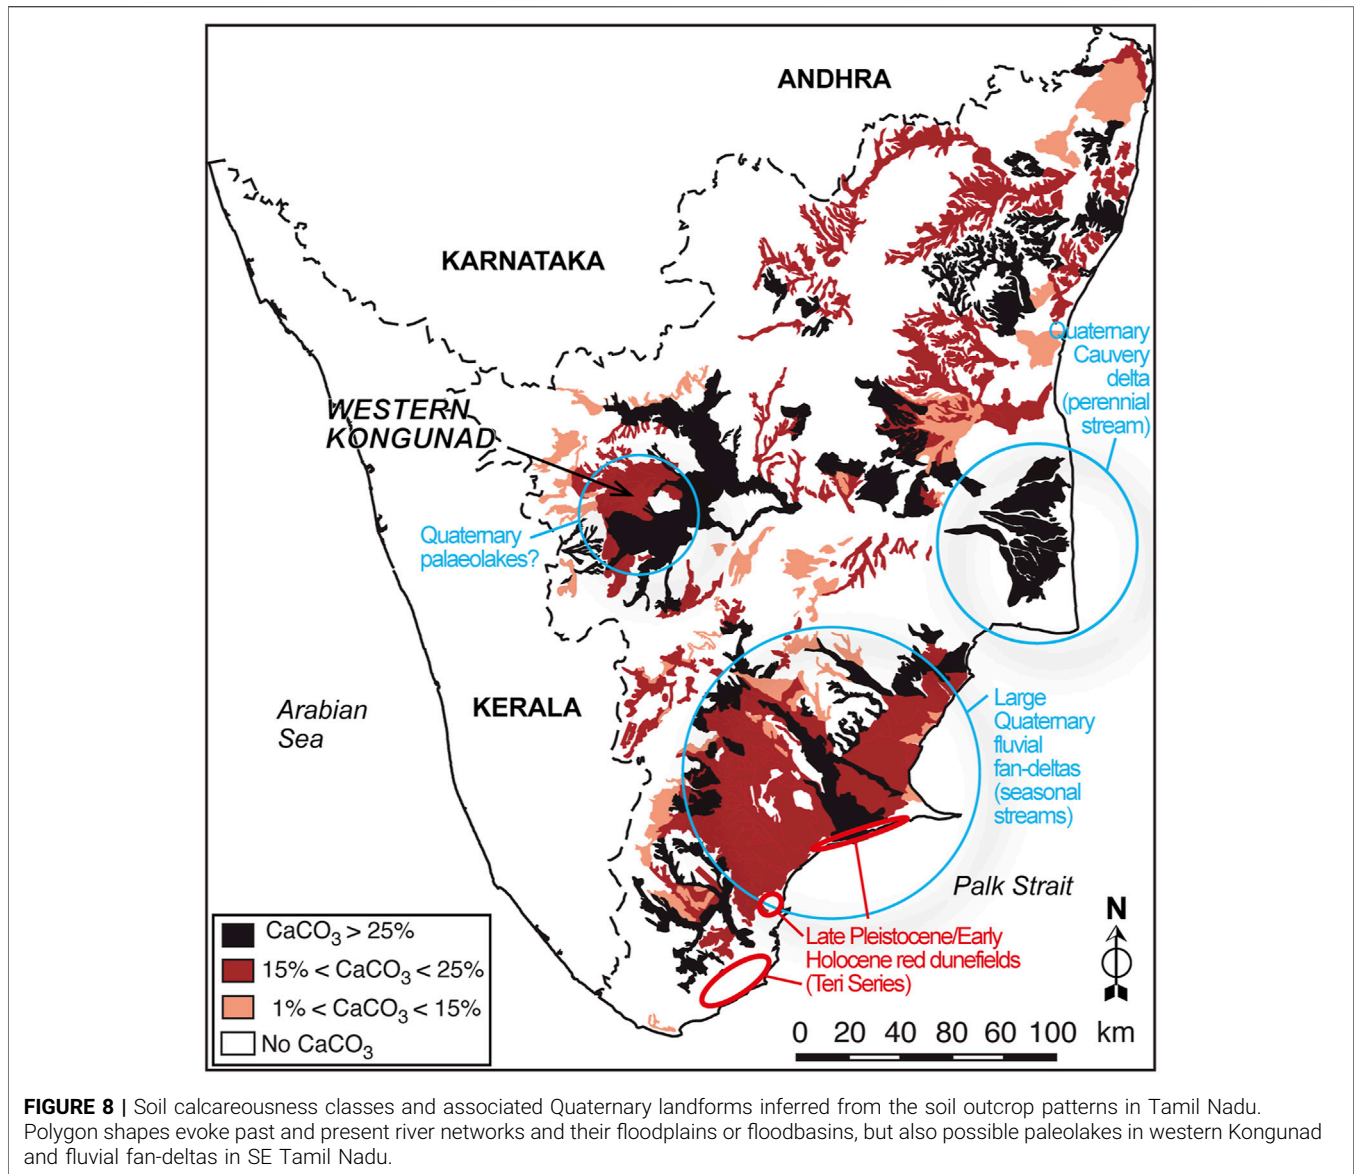 ANDHRA
KARNATAKA
WESTERN
KONGUNAD
Quaternary
Cauvery
delta
(perennial
stream)
Quaternary
palaeolakes?
Arabian
Sea
KERALA
Large
Quaternary
fluvial
fan-deltas
(seasonal
streams)
Palk Strait
Late Pleistocene/Early
Holocene red dunefields
(Teri Series)
N
CaCO3 > 25%
15% < CaCO3 < 25%
1% < CaCO3 < 15%
No CaCO3
0 20 40 80 60 100 km
FIGURE 8 | Soil calcareousness classes and associated Quaternary landforms inferred from the soil outcrop patterns in Tamil Nadu.
Polygon shapes evoke past and present river networks and their floodplains or floodbasins, but also possible paleolakes in western Kongunad
and fluvial fan-deltas in SE Tamil Nadu.